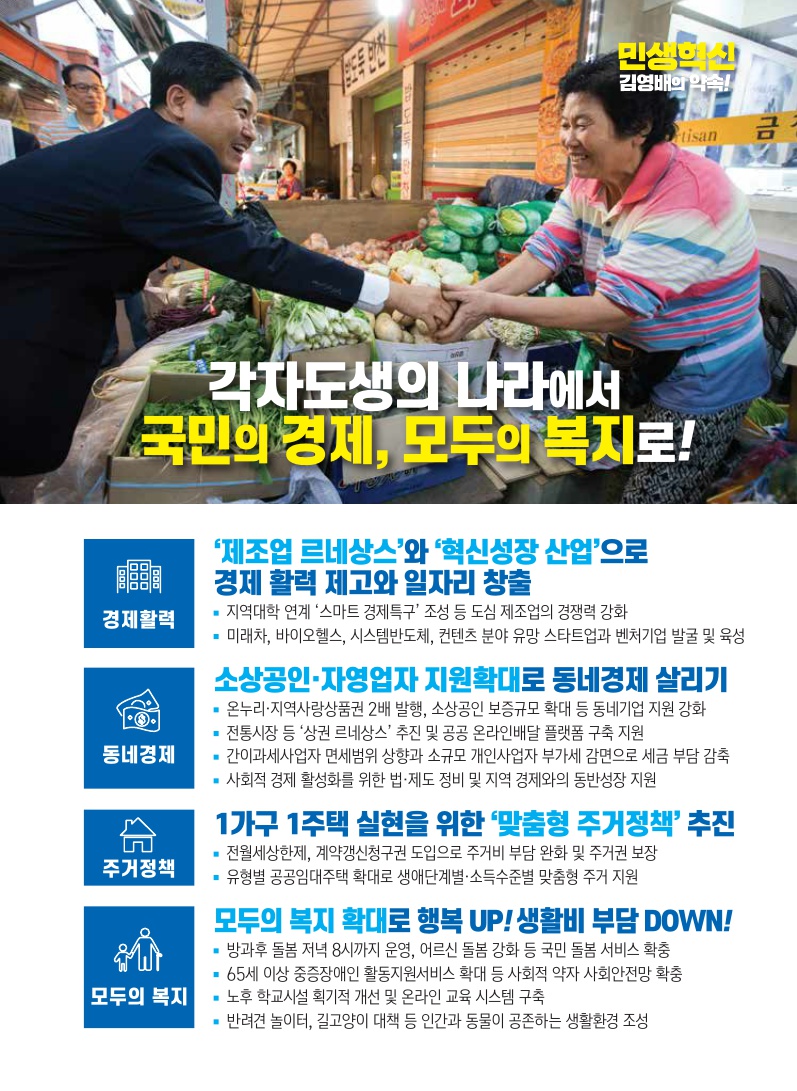 민생혁신
김영배의 약속!
밥도둑 반찬
밥도둑반찬
artisan
금
각자도생의 나라에서
국민의 경제, 모두의 복지로!
경제활력
‘제조업 르네상스’와 ‘혁신성장 산업’으로
경제 활력 제고와 일자리 창출
▪ 지역대학 연계 ‘스마트 경제특구’ 조성 등 도심 제조업의 경쟁력 강화
▪ 미래차, 바이오헬스, 시스템반도체, 컨텐츠 분야 유망 스타트업과 벤처기업 발굴 및 육성
동네경제
소상공인·자영업자 지원확대로 동네경제 살리기
▪ 온누리·지역사랑상품권 2배 발행, 소상공인 보증규모 확대 등 동네기업 지원 강화
▪ 전통시장 등 ‘상권 르네상스’ 추진 및 공공 온라인배달 플랫폼 구축 지원
▪ 간이과세사업자 면세범위 상향과 소규모 개인사업자 부가세 감면으로 세금 부담 감축
▪ 사회적 경제 활성화를 위한 법·제도 정비 및 지역 경제와의 동반성장 지원
주거정책
1가구 1주택 실현을 위한 ‘맞춤형 주거정책’ 추진
▪ 전월세상한제, 계약갱신청구권 도입으로 주거비 부담 완화 및 주거권 보장
▪ 유형별 공공임대주택 확대로 생애단계별·소득수준별 맞춤형 주거 지원
모두의 복지
모두의 복지 확대로 행복 UP! 생활비 부담 DOWN!
▪ 방과후 돌봄 저녁 8시까지 운영, 어르신 돌봄 강화 등 국민 돌봄 서비스 확충
▪ 65세 이상 중증장애인 활동지원서비스 확대 등 사회적 약자 사회안전망 확충
▪ 노후 학교시설 획기적 개선 및 온라인 교육 시스템 구축
▪ 반려견 놀이터, 길고양이 대책 등 인간과 동물이 공존하는 생활환경 조성